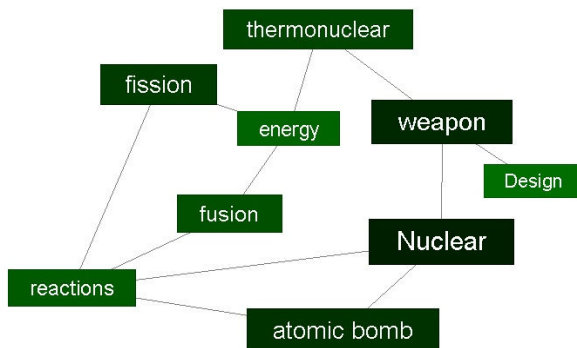 thermonuclear
fission
energy
weapon
Design
fusion
Nuclear
reactions
atomic bomb